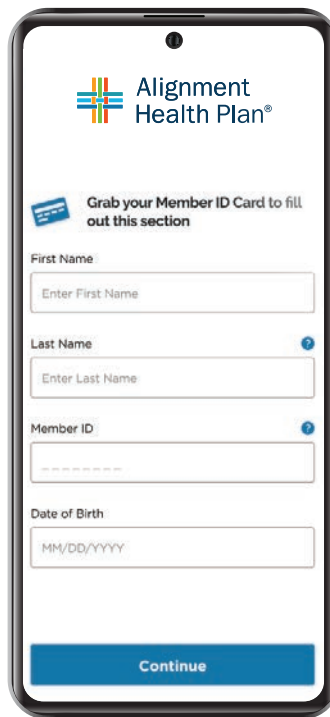 Alignment
Health Plan®
Grab your Member ID Card to fill
out this section
First Name
Enter First Name
Last Name ?
Enter Last Name
Member ID ?
_ _ _ _ _ _ _ _
Date of Birth
MM/DD/YYYY
Continue